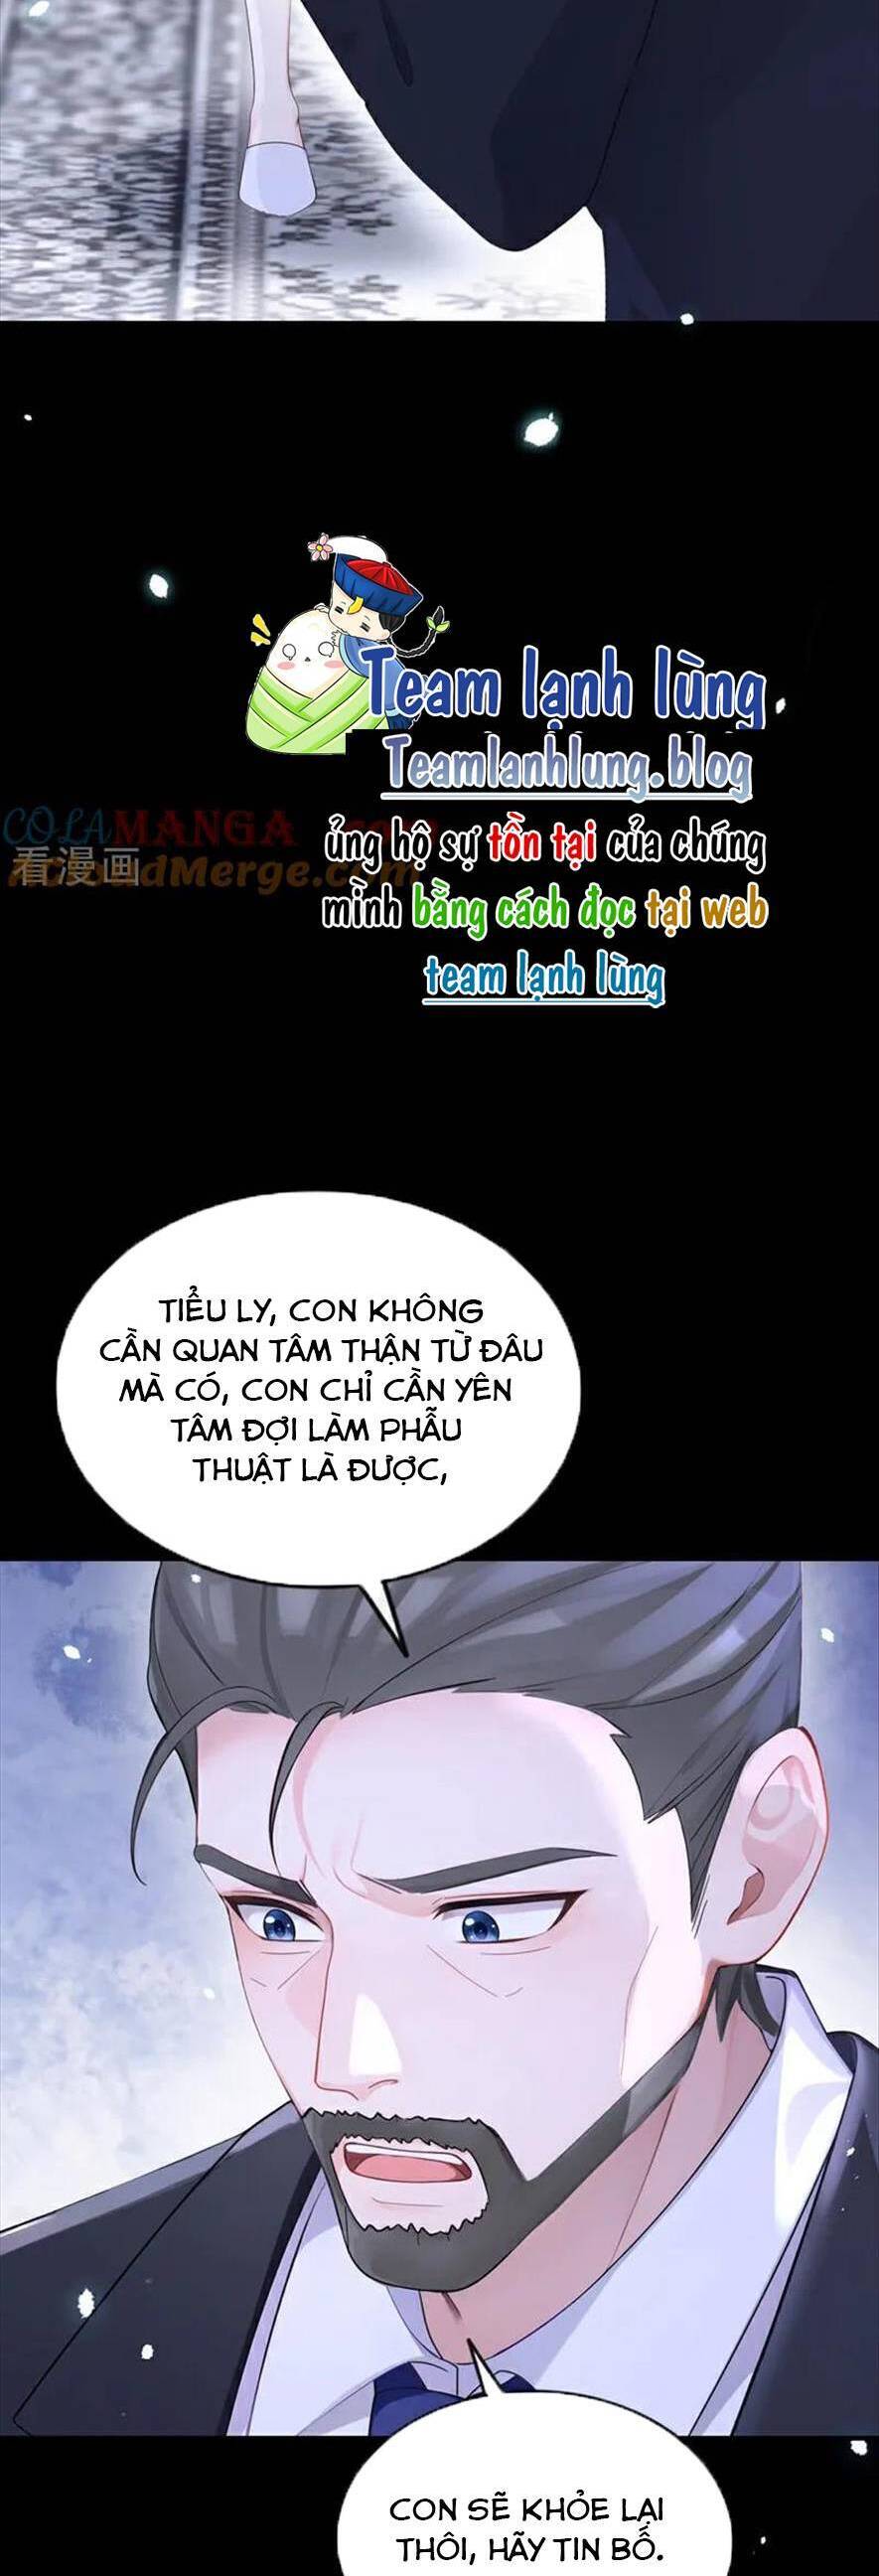 Team lạnh lùng
Teamlanhlung.blog
COLAMANGA
ủng hộ sự tồn tại của chúng
看漫画
mình bằng cách đọc tại web
team lạnh lùng
TIỂU LY, CON KHÔNG
CẦN QUAN TÂM THẬN TỪ ĐÂU
MÀ CÓ, CON CHỈ CẦN YÊN
TÂM ĐỢI LÀM PHẪU
THUẬT LÀ ĐƯỢC,
CON SẼ KHỎE LẠI
THÔI, HÃY TIN BỐ.